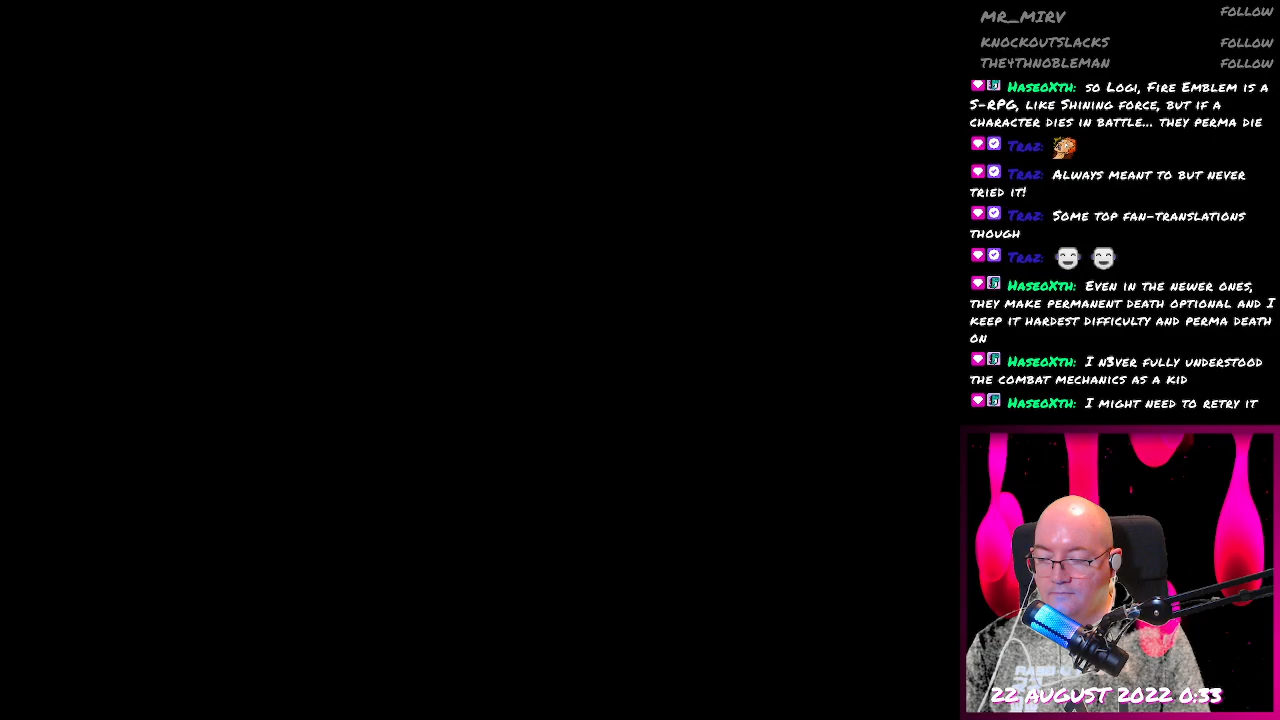 MR_MIRV FOLLOW
KNOCKOUTSLACKS FOLLOW
THE4THNOBLEMAN FOLLOW
HaseoXth: so Logi, Fire Emblem is a
S-RPG, like Shining force, but if a
character dies in battle... they perma die
Traz:
Traz: Always meant to but never
tried it!
Traz: Some top fan-translations
though
Traz:
HaseoXth: Even in the newer ones,
they make permanent death optional and I
keep it hardest difficulty and perma death
on
HaseoXth: I n3ver fully understood
the combat mechanics as a kid
HaseoXth: I might need to retry it
22 AUGUST 2022 0:33